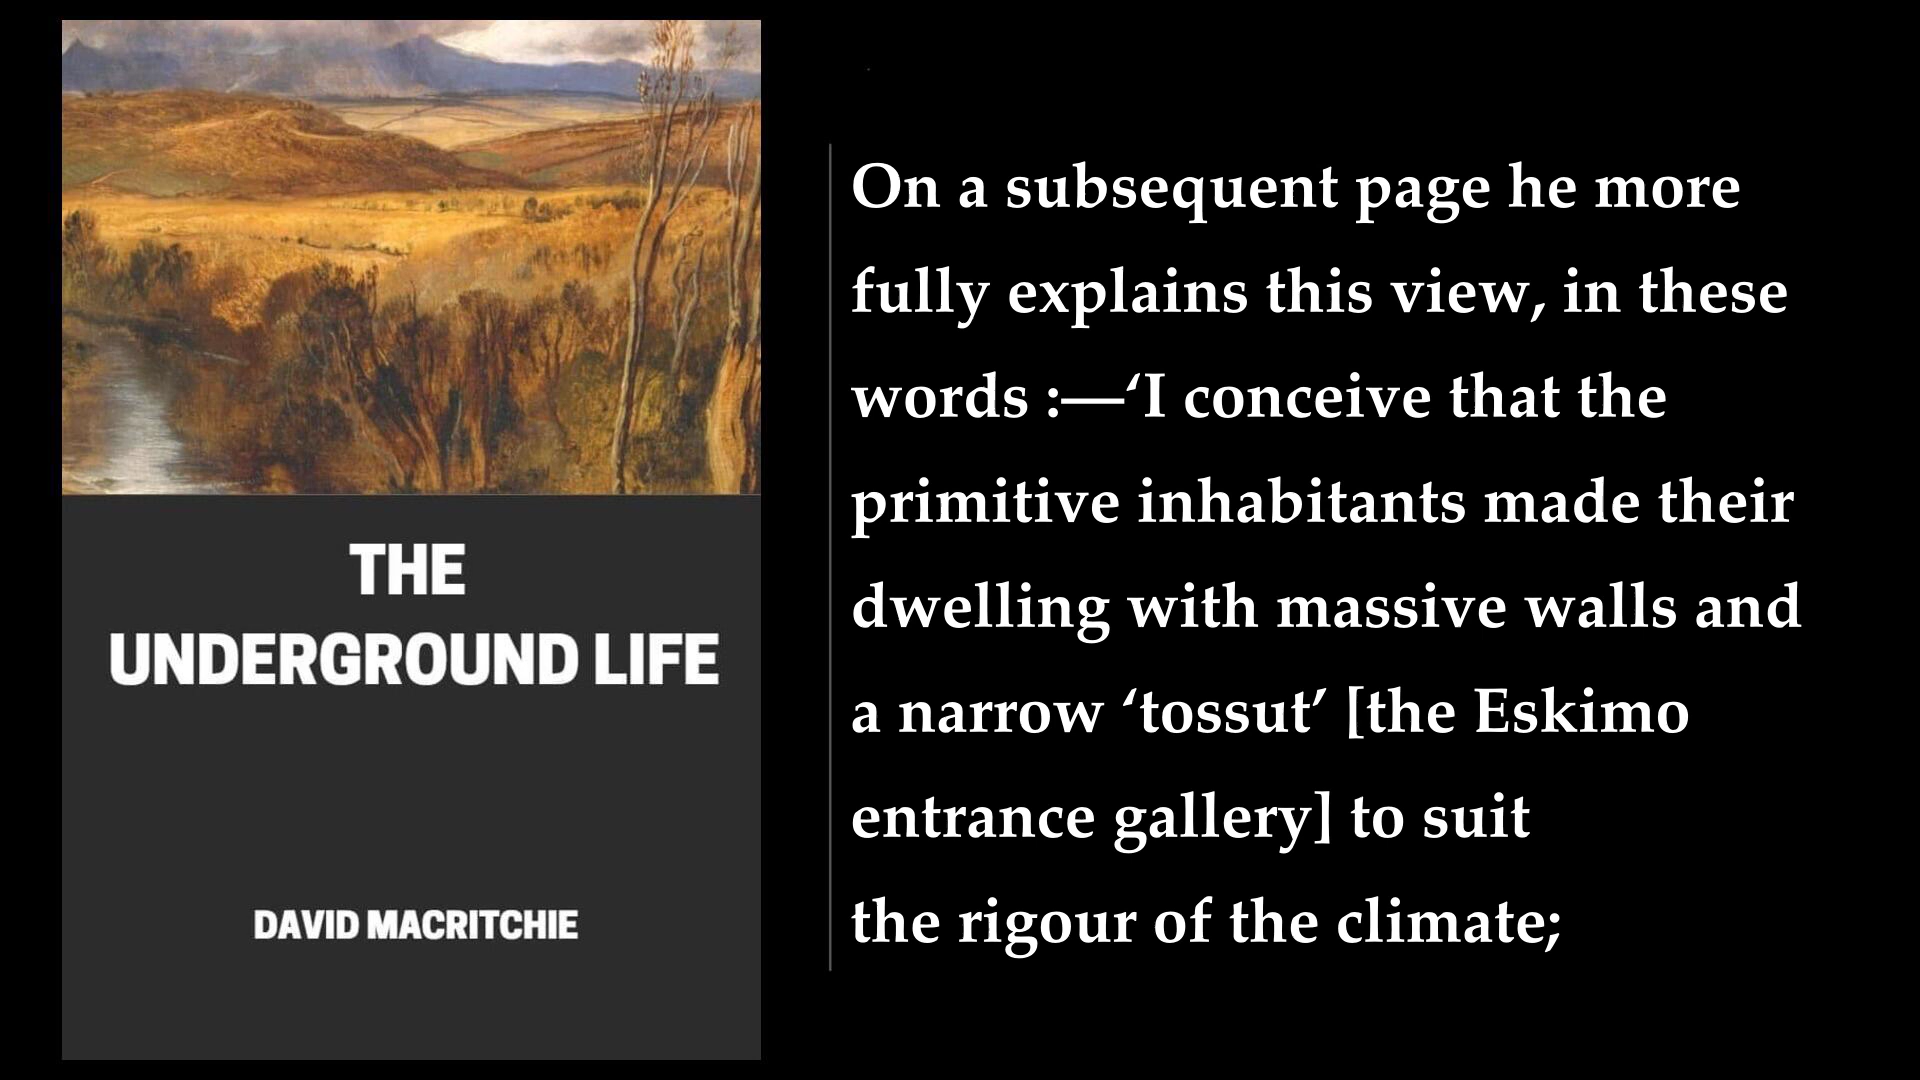 THE
UNDERGROUND LIFE
DAVID MACRITCHIE
On a subsequent page he more
fully explains this view, in these
words :—‘I conceive that the
primitive inhabitants made their
dwelling with massive walls and
a narrow ‘tossut’ [the Eskimo
entrance gallery] to suit
the rigour of the climate;